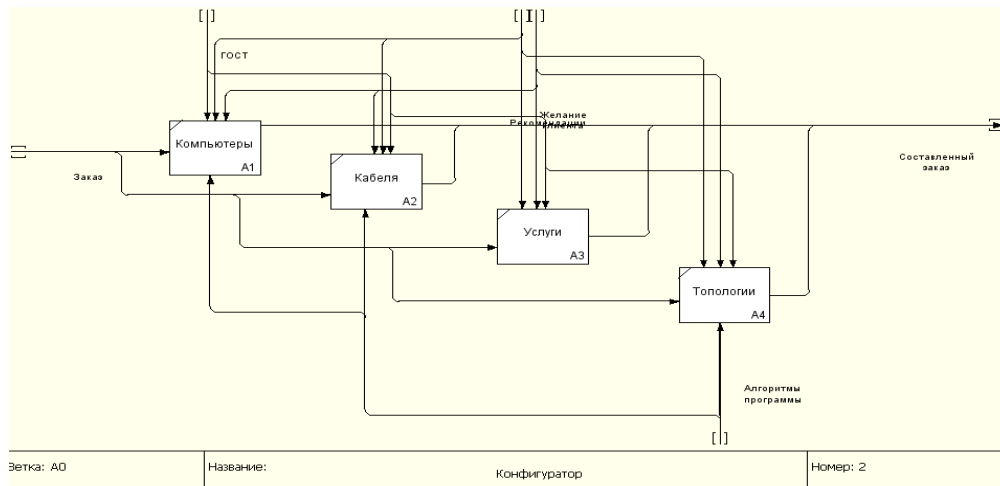 ГОСТ
Желание
Рекомендации
клиента
Компьютеры
A1
Заказ
Кабеля
A2
Составленный
заказ
Услуги
A3
Топологии
A4
Алгоритмы
программы
Ветка: A0
Название:
Конфигуратор
Номер: 2